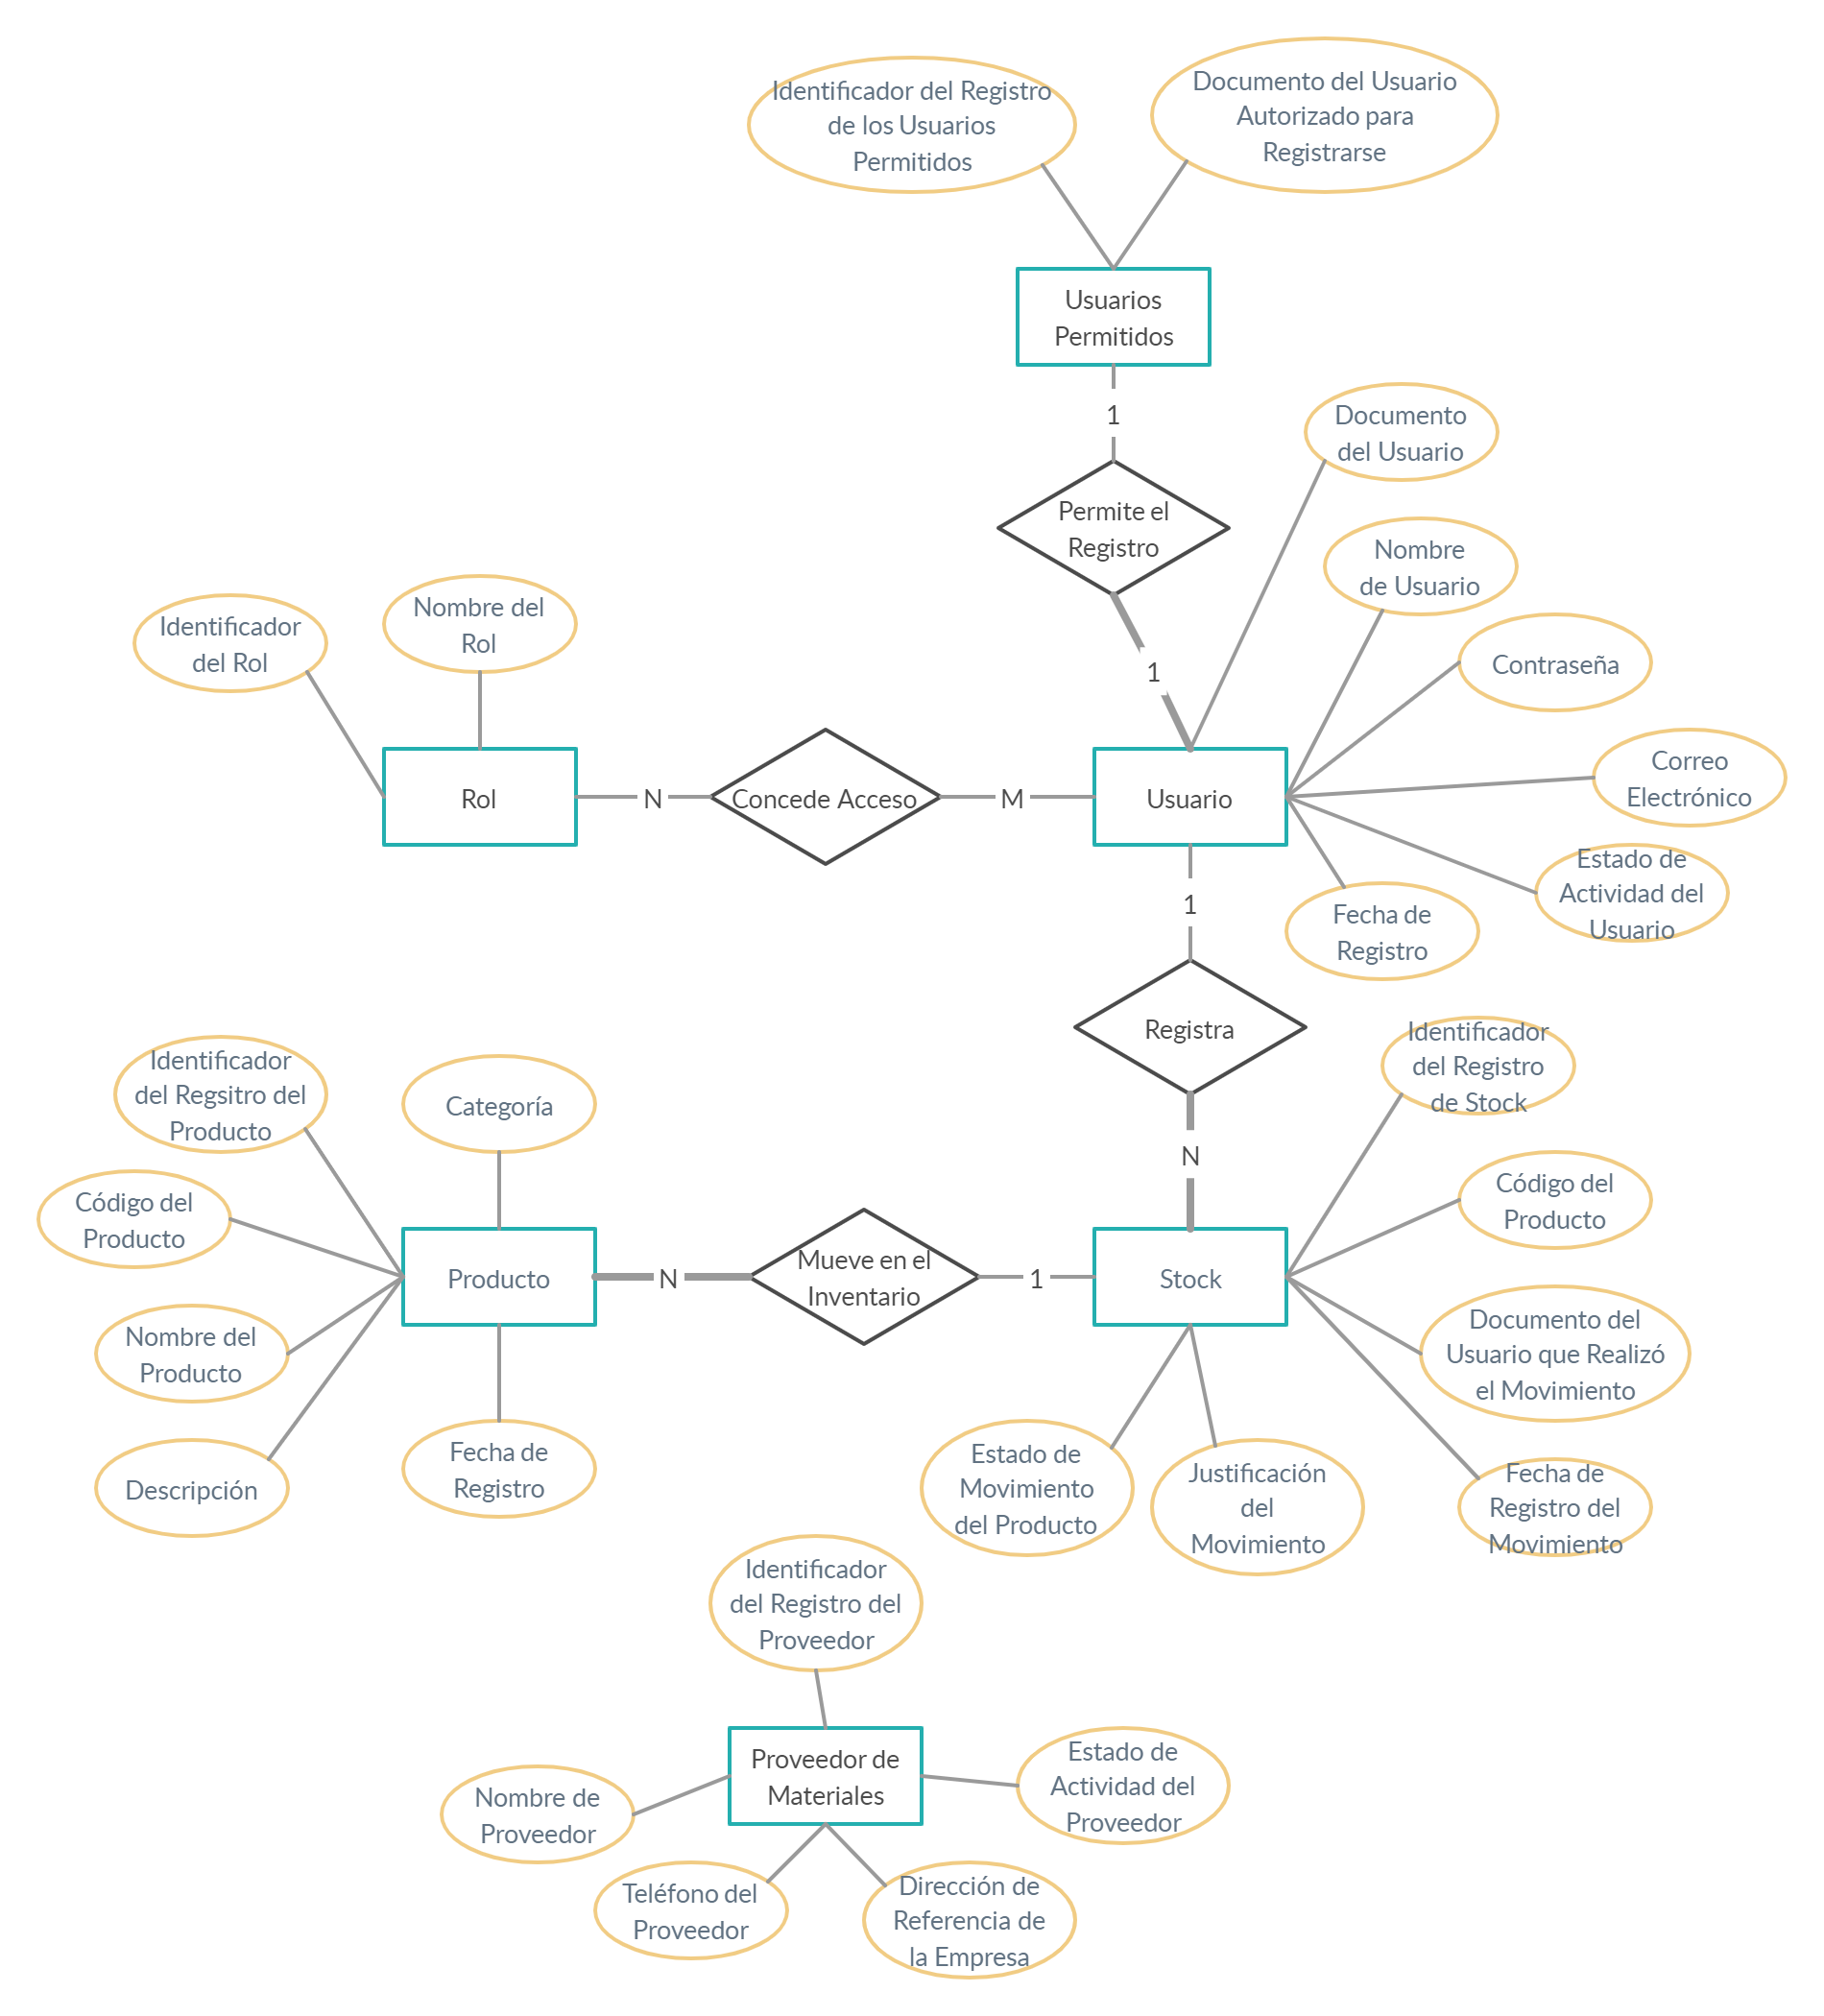 Identificador del Registro
de los Usuarios
Permitidos
Documento del Usuario
Autorizado para
Registrarse
Usuarios
Permitidos
1
Documento
del Usuario
Permite el
Registro
Nombre
de Usuario
Contraseña
1
Identificador
del Rol
Nombre del
Rol
Correo
Electrónico
Rol
N
Concede Acceso
M
Usuario
Estado de
Actividad del
Usuario
1
Fecha de
Registro
Registra
Identificador
del Registro
de Stock
Identificador
del Regsitro del
Producto
Categoría
N
Código del
Producto
Código del
Producto
Producto
N
Mueve en el
Inventario
1
Stock
Nombre del
Producto
Documento del
Usuario que Realizó
el Movimiento
Descripción
Fecha de
Registro
Estado de
Movimiento
del Producto
Justificación
del
Movimiento
Fecha de
Registro del
Movimiento
Identificador
del Registro del
Proveedor
Proveedor de
Materiales
Nombre de
Proveedor
Estado de
Actividad del
Proveedor
Teléfono del
Proveedor
Dirección de
Referencia de
la Empresa